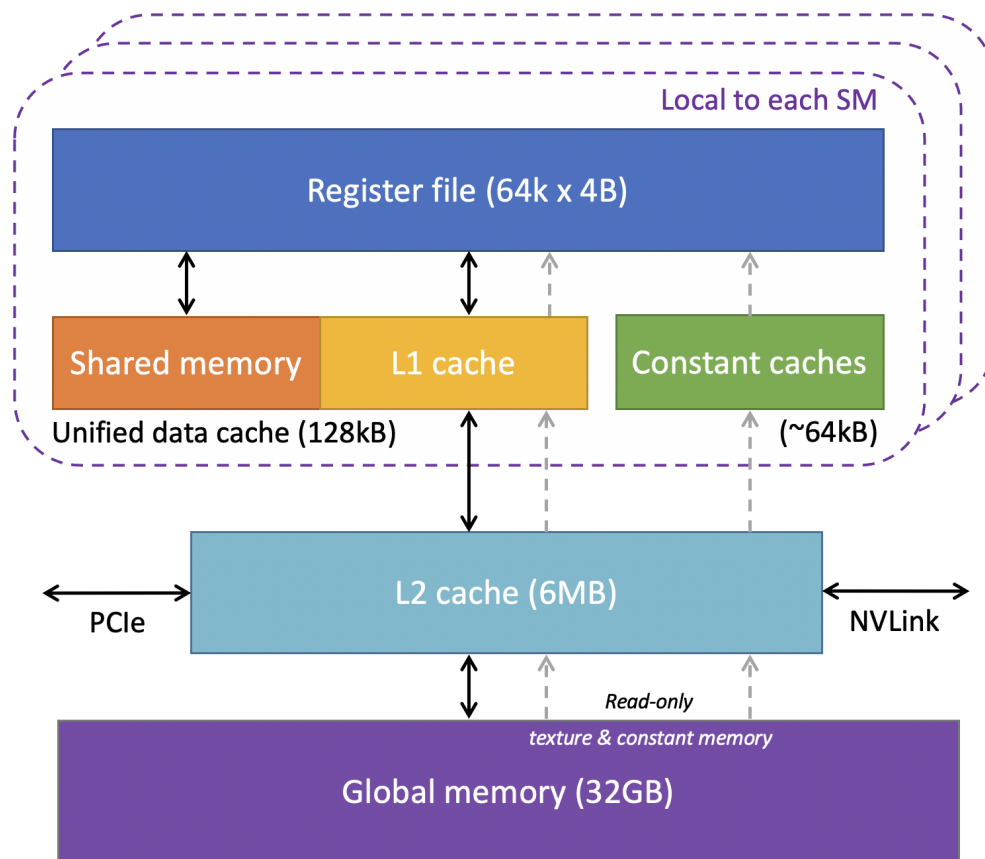 Local to each SM
Register file (64k x 4B)
Shared memory
L1 cache
Constant caches
Unified data cache (128kB)
(~64kB)
L2 cache (6MB)
PCIe
NVLink
Read-only
texture & constant memory
Global memory (32GB)